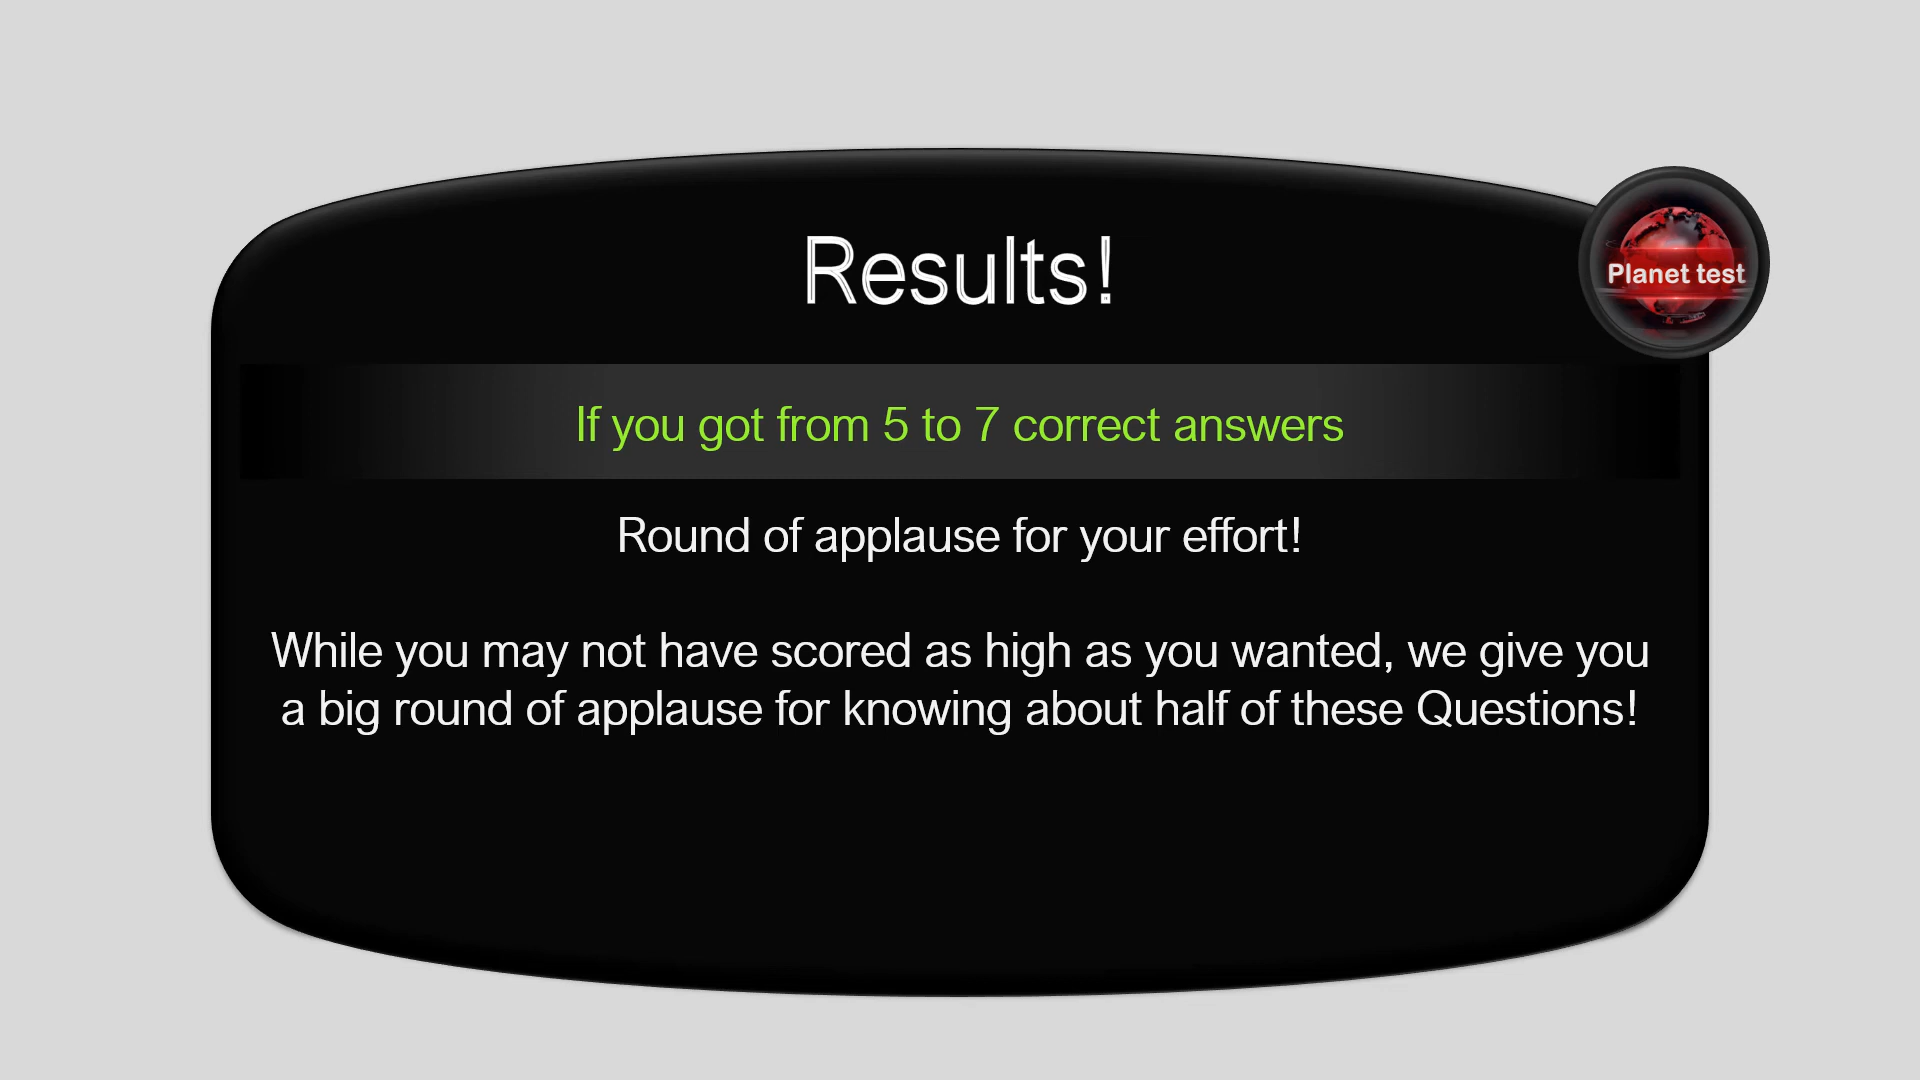 Results!
Planet test
If you got from 5 to 7 correct answers
Round of applause for your effort!
While you may not have scored as high as you wanted, we give you
a big round of applause for knowing about half of these Questions!